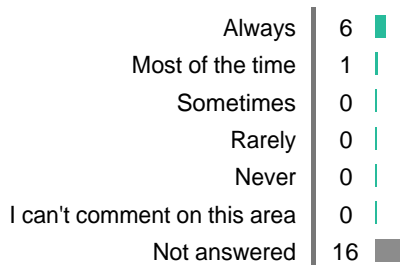 Always 6
Most of the time 1
Sometimes 0
Rarely 0
Never 0
I can't comment on this area 0
Not answered 16